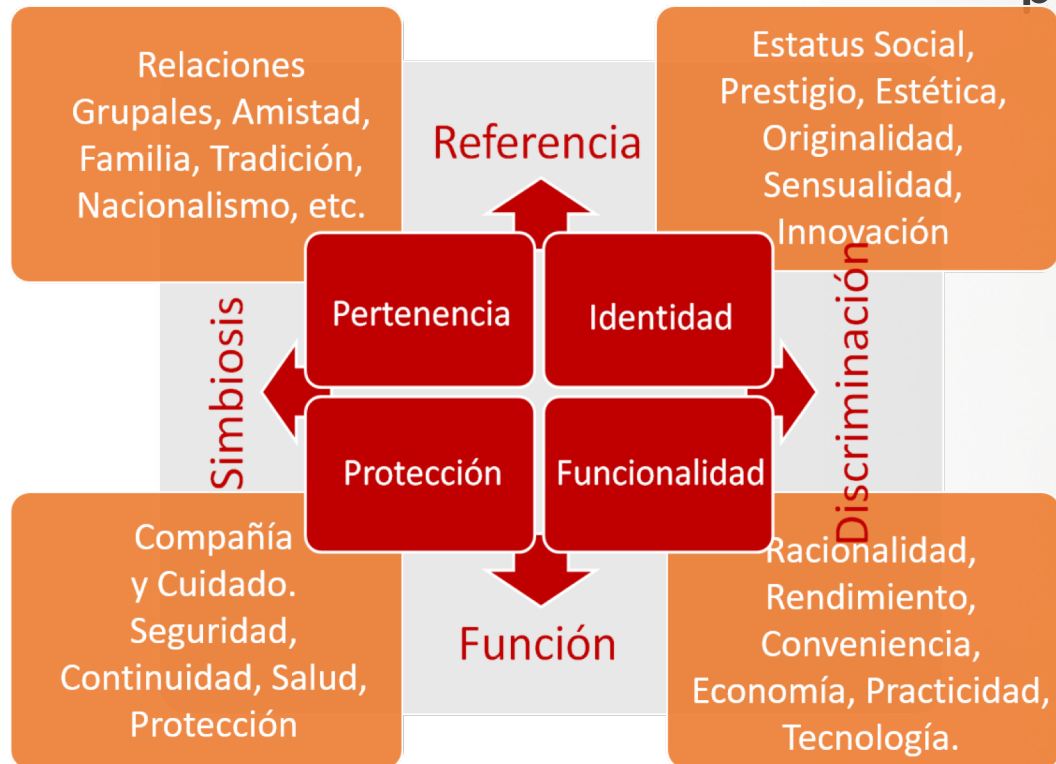 Relaciones
Grupales, Amistad,
Familia, Tradición,
Nacionalismo, etc.
Referencia
Estatus Social,
Prestigio, Estética,
Originalidad,
Sensualidad,
Innovación
Simbiosis
Pertenencia
Identidad
Discriminación
Protección
Funcionalidad
Compañía
y Cuidado.
Seguridad,
Continuidad, Salud,
Protección
Función
Racionalidad,
Rendimiento,
Conveniencia,
Economía, Practicidad,
Tecnología.